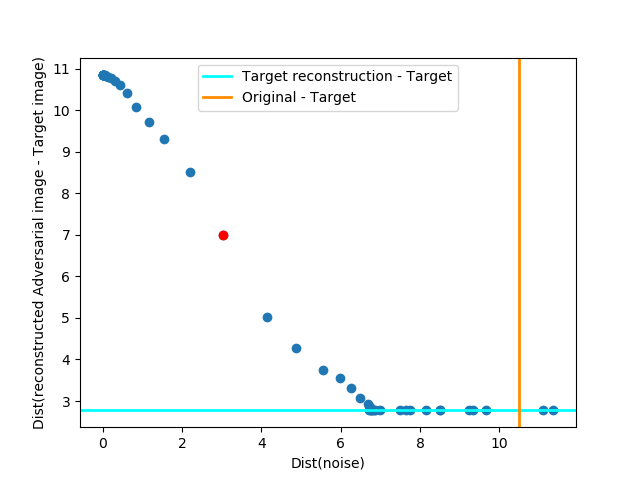 Target reconstruction - Target
Original - Target
Dist(reconstructed Adversarial image - Target image)
11
10
9
8
7
6
5
4
3
0 2 4 6 8 10
Dist(noise)